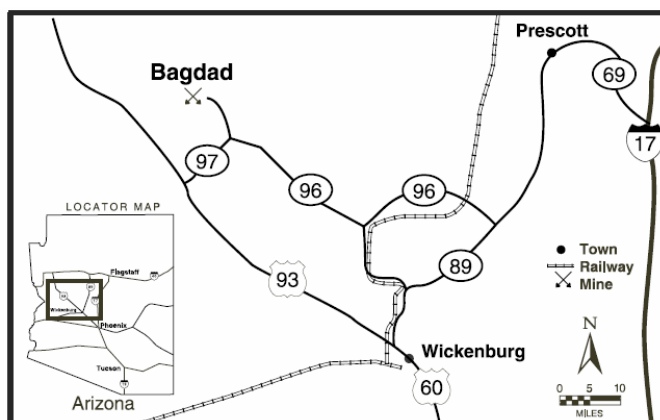 Prescott
69
Bagdad
17
97
96
96
LOCATOR MAP
89
Town
Flagstaff
93
Railway
Mine
Wickenburg
N
Phoenix
Wickenburg
Tucson
60
0 5 10
Arizona
MILES